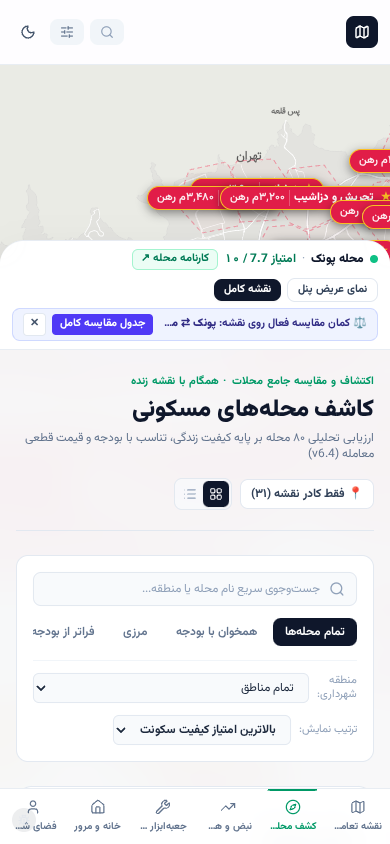 پس قلعه
تهران
م رهن
۳,۴۸۰م رهن
تجریش و دزاشیب ۳,۲۰۰م رهن
رهن
رهن
محله پونک · امتیاز 7.7 / ۱۰ کارنامه محله ↗
نمای عریض پنل نقشه کامل
⚖️ کمان مقایسه فعال روی نقشه: پونک ⇄ م... جدول مقایسه کامل ✕
اکتشاف و مقایسه جامع محلات · همگام با نقشه زنده
کاشف محله‌های مسکونی
ارزیابی تحلیلی ۸۰ محله بر پایه کیفیت زندگی، تناسب با بودجه و قیمت قطعی
معامله (v6.4)
📍 فقط کادر نقشه (۳۱)
جست‌وجوی سریع نام محله یا منطقه...
تمام محله‌ها همخوان با بودجه مرزی فراتر از بودجه
منطقه
شهرداری:
تمام مناطق
ترتیب نمایش: بالاترین امتیاز کیفیت سکونت
نقشه تعام... کشف محل... نبض و ه... جعبه‌ابزار ... خانه و مرور فضای ش...